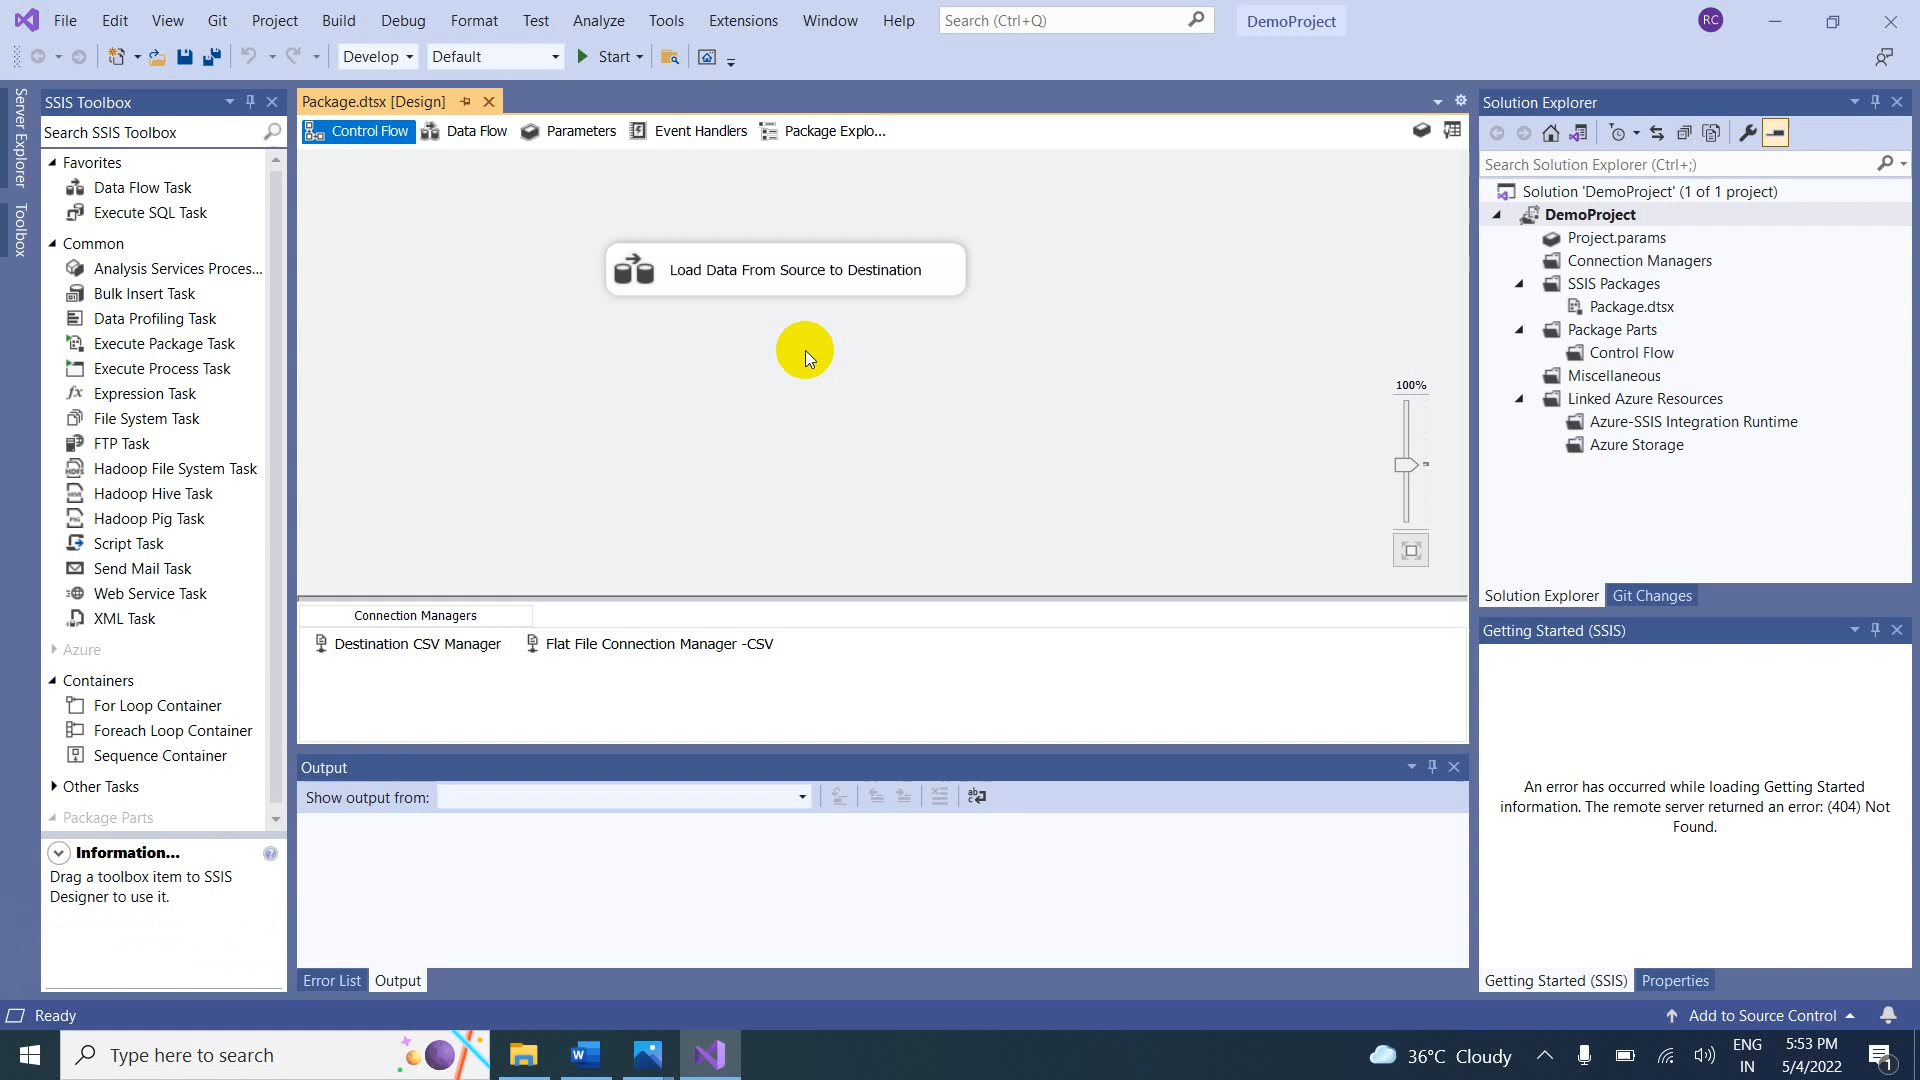 File Edit View Git Project Build Debug Format Test Analyze Tools Extensions Window Help Search (Ctrl+Q) DemoProject RC
Develop Default Start
Server Explorer
Toolbox
SSIS Toolbox
Search SSIS Toolbox
Favorites
Data Flow Task
Execute SQL Task
Common
Analysis Services Proces...
Bulk Insert Task
Data Profiling Task
Execute Package Task
Execute Process Task
Expression Task
File System Task
FTP Task
Hadoop File System Task
Hadoop Hive Task
Hadoop Pig Task
Script Task
Send Mail Task
Web Service Task
XML Task
Azure
Containers
For Loop Container
Foreach Loop Container
Sequence Container
Other Tasks
Package Parts
Information...
Drag a toolbox item to SSIS
Designer to use it.
Package.dtsx [Design]
Control Flow Data Flow Parameters Event Handlers Package Explo...
Load Data From Source to Destination
100%
Connection Managers
Destination CSV Manager Flat File Connection Manager -CSV
Output
Show output from:
Error List Output
Solution Explorer
Search Solution Explorer (Ctrl+;)
Solution 'DemoProject' (1 of 1 project)
DemoProject
Project.params
Connection Managers
SSIS Packages
Package.dtsx
Package Parts
Control Flow
Miscellaneous
Linked Azure Resources
Azure-SSIS Integration Runtime
Azure Storage
Solution Explorer Git Changes
Getting Started (SSIS)
An error has occurred while loading Getting Started
information. The remote server returned an error: (404) Not
Found.
Getting Started (SSIS) Properties
Ready Add to Source Control
Type here to search 36°C Cloudy
ENG
IN
5:53 PM
5/4/2022
1